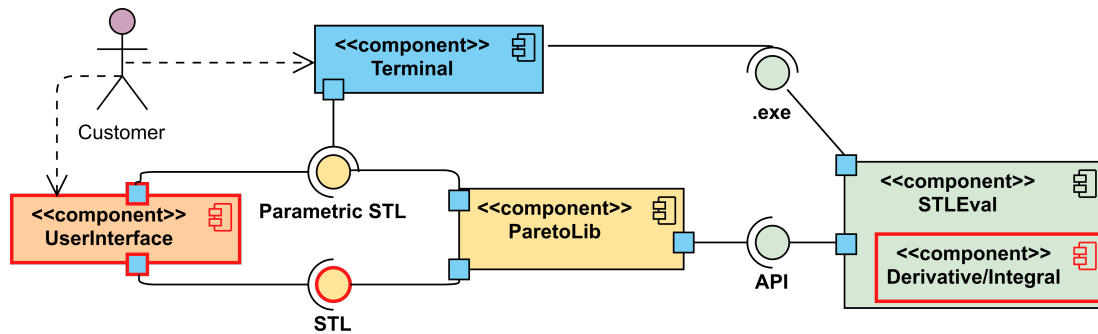 <<component>>
Terminal
.exe
Customer
<<component>>
STLEval
<<component>>
UserInterface
Parametric STL
<<component>>
ParetoLib
<<component>>
Derivative/Integral
API
STL